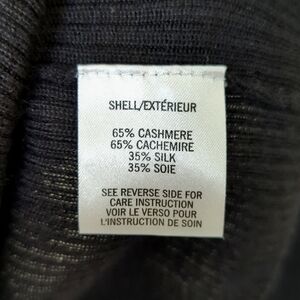 SHELL/EXTÉRIEUR
65% CASHMERE
65% CACHEMIRE
35% SILK
35% SOIE
SEE REVERSE SIDE FOR
CARE INSTRUCTION
VOIR LE VERSO POUR
L'INSTRUCTION DE SOIN